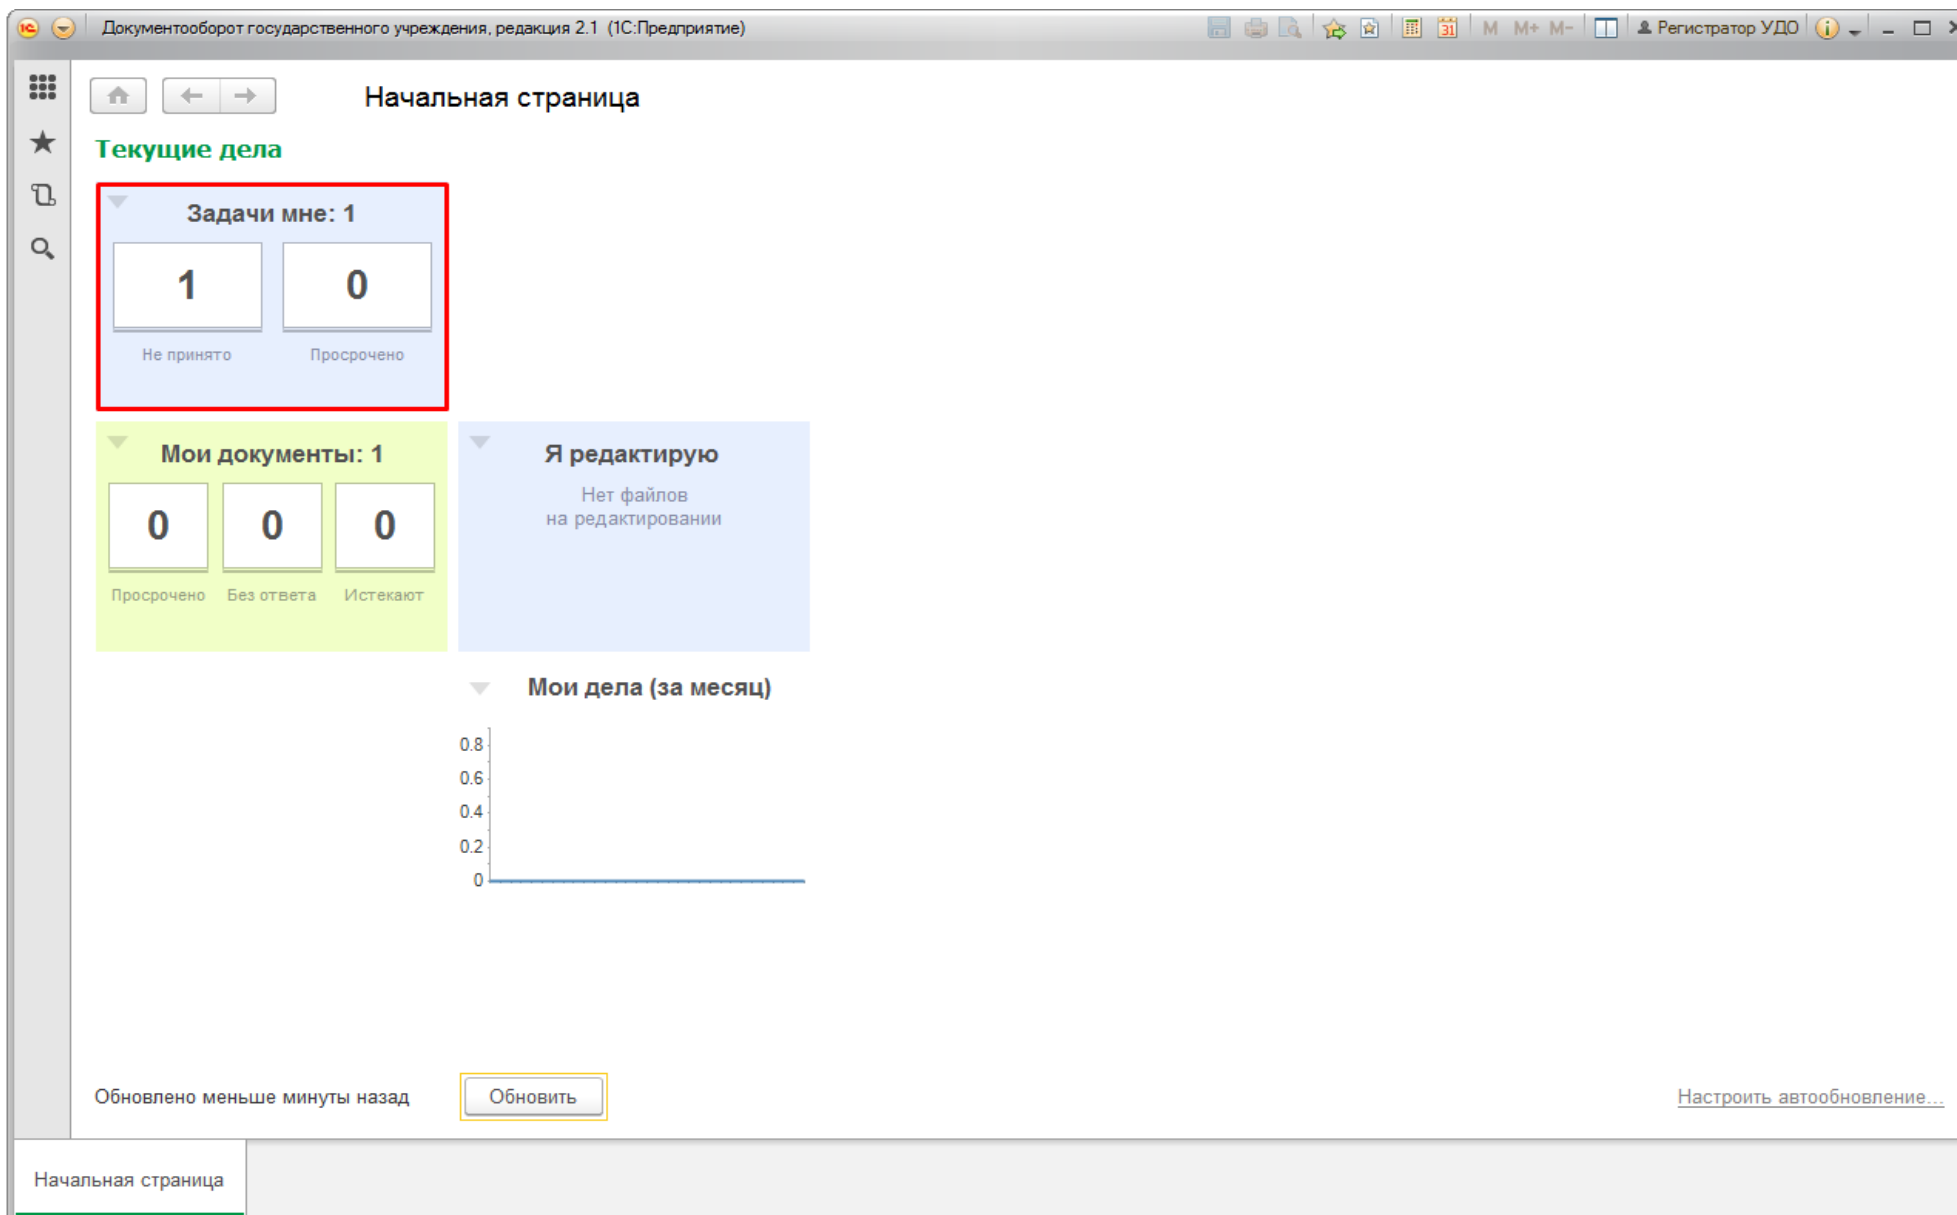 Документооборот государственного учреждения, редакция 2.1 (1С:Предприятие)
31 M M+ M- Регистратор УДО
Начальная страница
Текущие дела
Задачи мне: 1
1 0
Не принято Просрочено
Мои документы: 1
0 0 0
Просрочено Без ответа Истекают
Я редактирую
Нет файлов
на редактировании
Мои дела (за месяц)
0.8
0.6
0.4
0.2
0
Обновлено меньше минуты назад
Обновить
Настроить автообновление...
Начальная страница